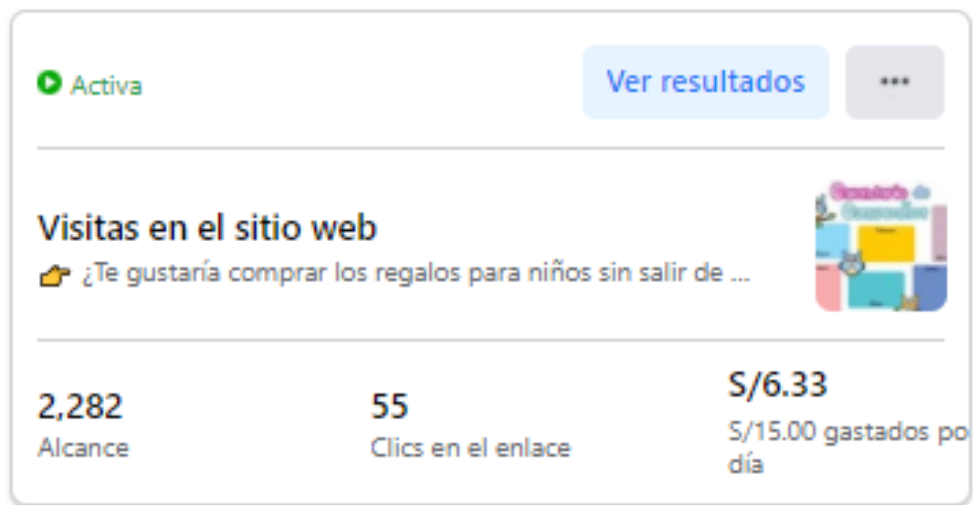 Activa
Ver resultados
Visitas en el sitio web
👉 ¿Te gustaría comprar los regalos para niños sin salir de ...
2,282
Alcance
55
Clics en el enlace
S/6.33
S/15.00 gastados po
día